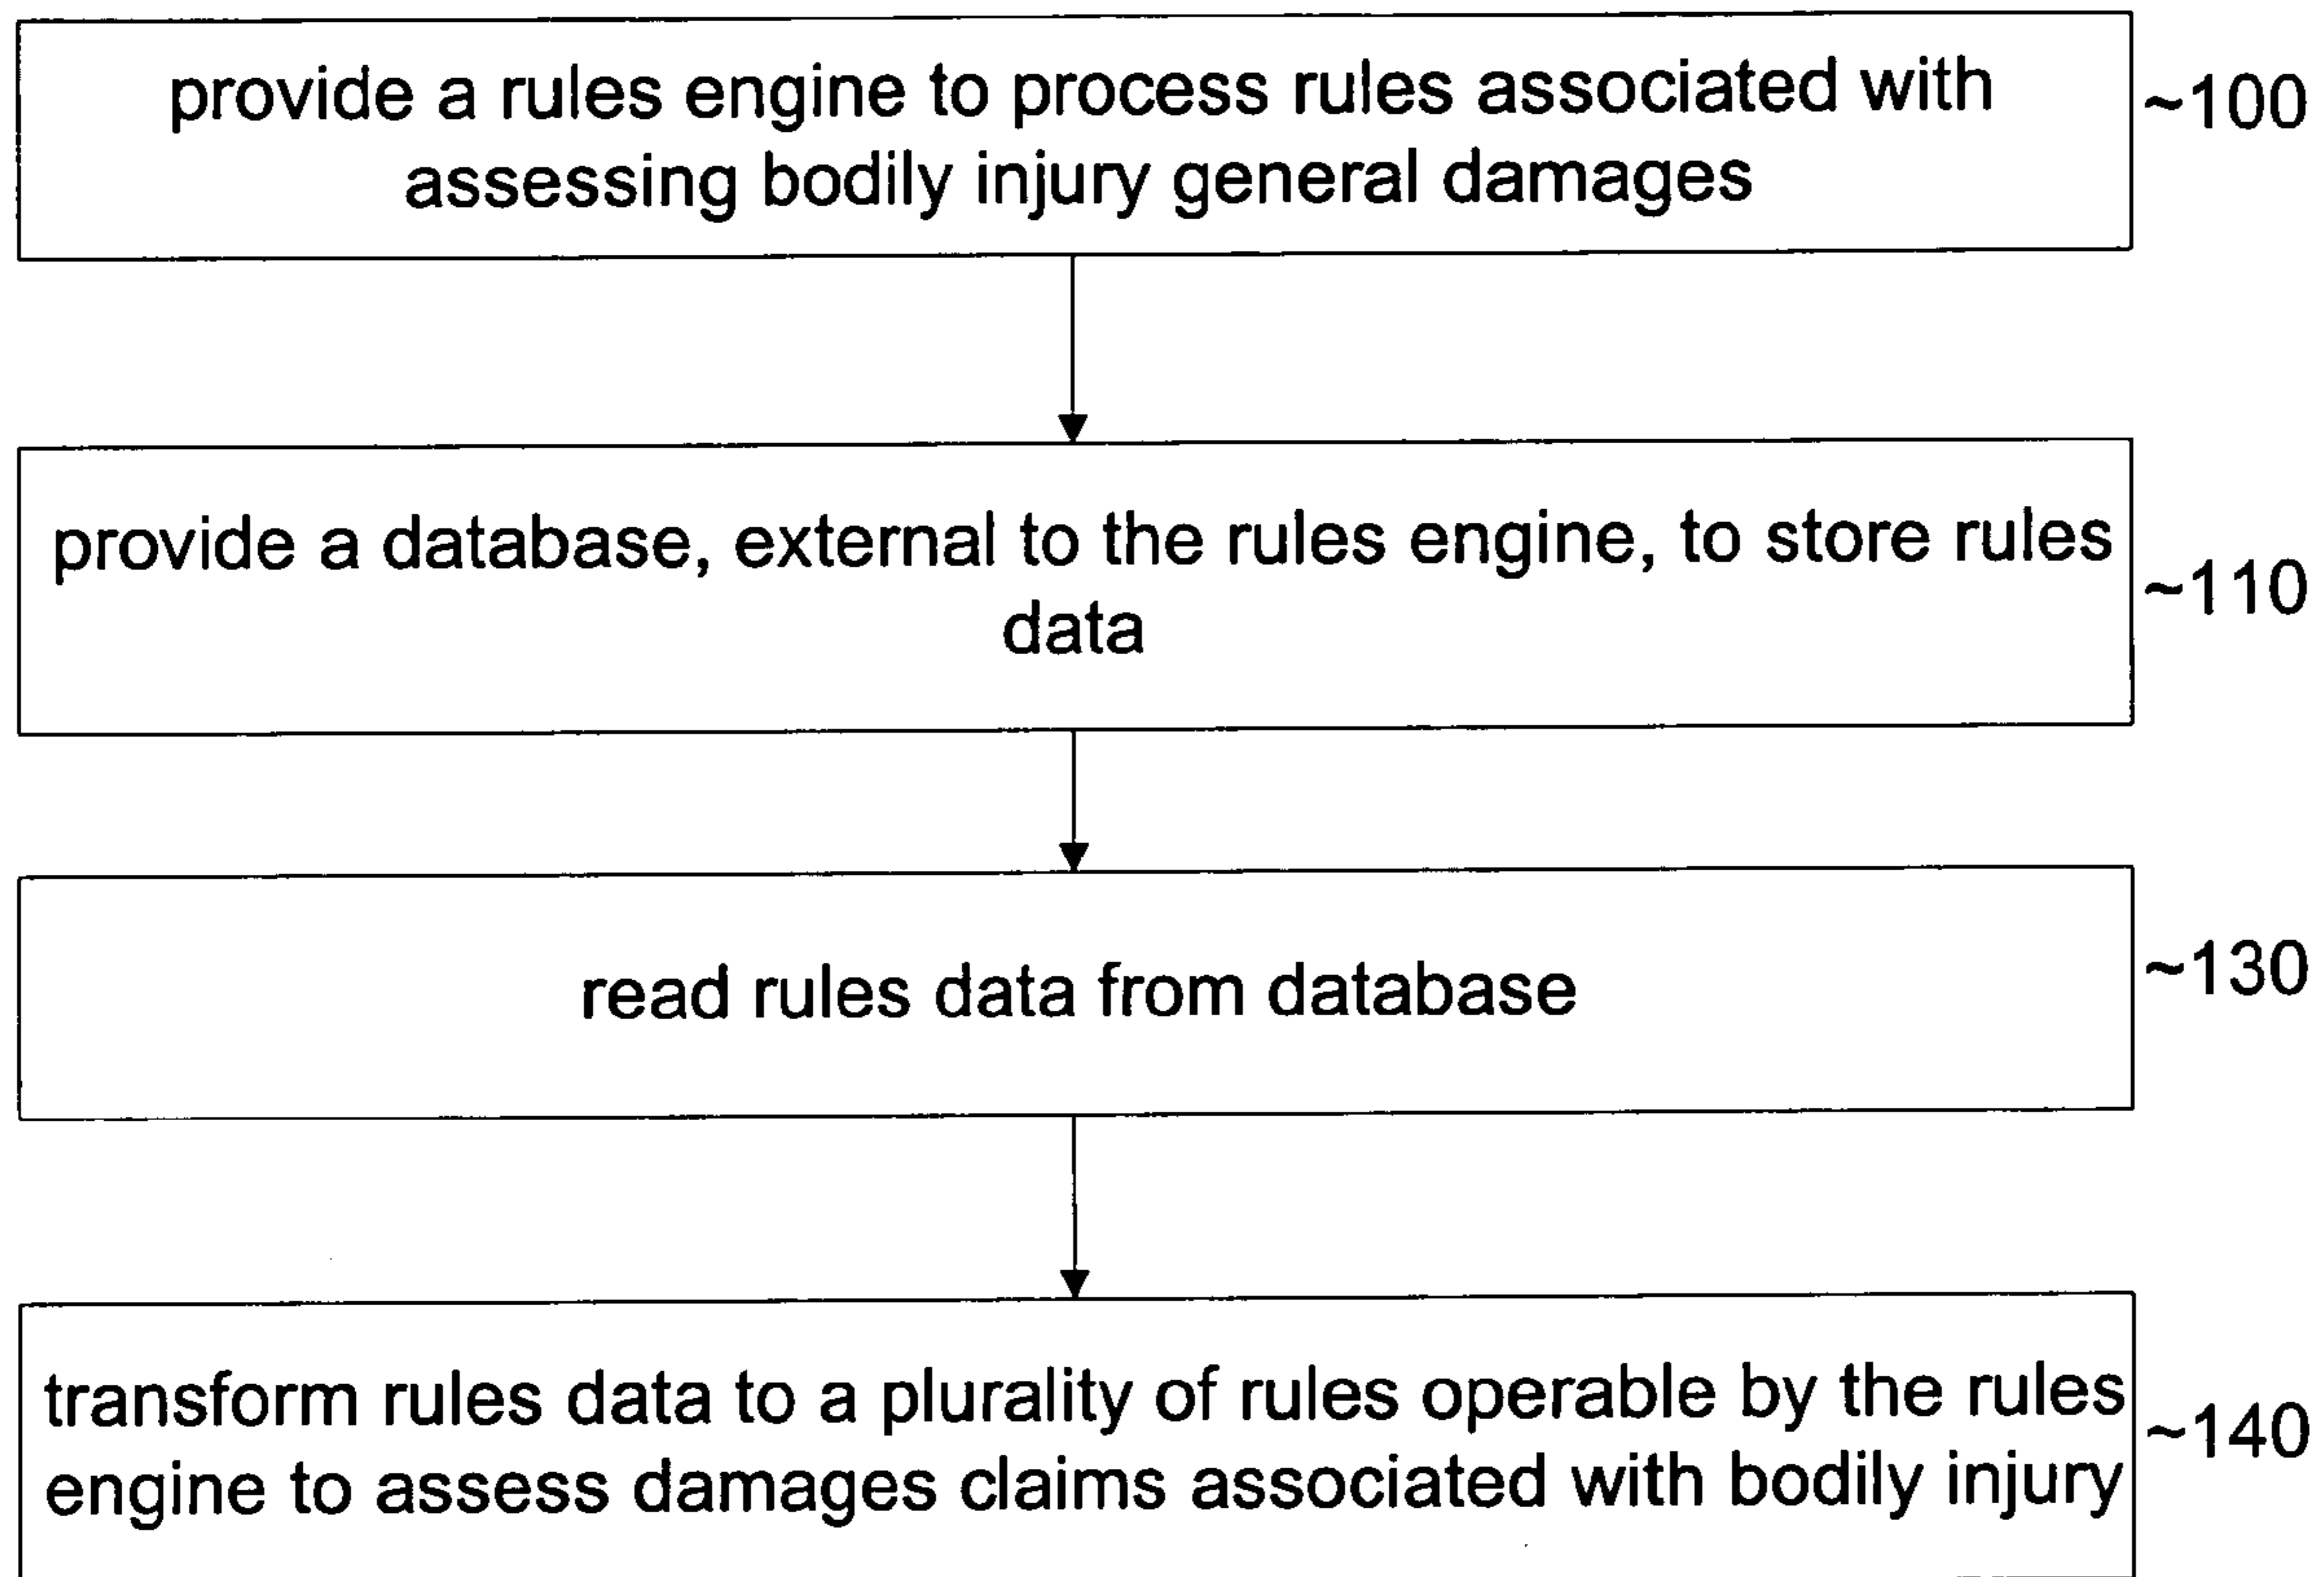 provide a rules engine to process rules associated with
assessing bodily injury general damages
~100
provide a database, external to the rules engine, to store rules
data
~110
read rules data from database
~130
transform rules data to a plurality of rules operable by the rules
engine to assess damages claims associated with bodily injury
~140